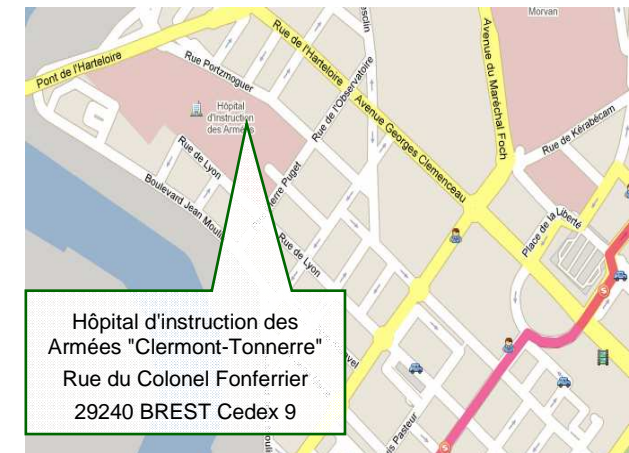 Morvan
Pont de l'Harteloire
Rue de l'Harteloire
Rue Portzmoguer
Rue de l'Observatoire
Avenue Georges Clemenceau
Avenue du Maréchal Foch
Rue de Kérabécam
Place de la Liberté
Hôpital
d'instruction
des Armées
Rue de Lyon
Boulevard Jean Moulin
Puget
Rue de Lyon
Pasteur
Hôpital d'instruction des
Armées "Clermont-Tonnerre"
Rue du Colonel Fonferrier
29240 BREST Cedex 9